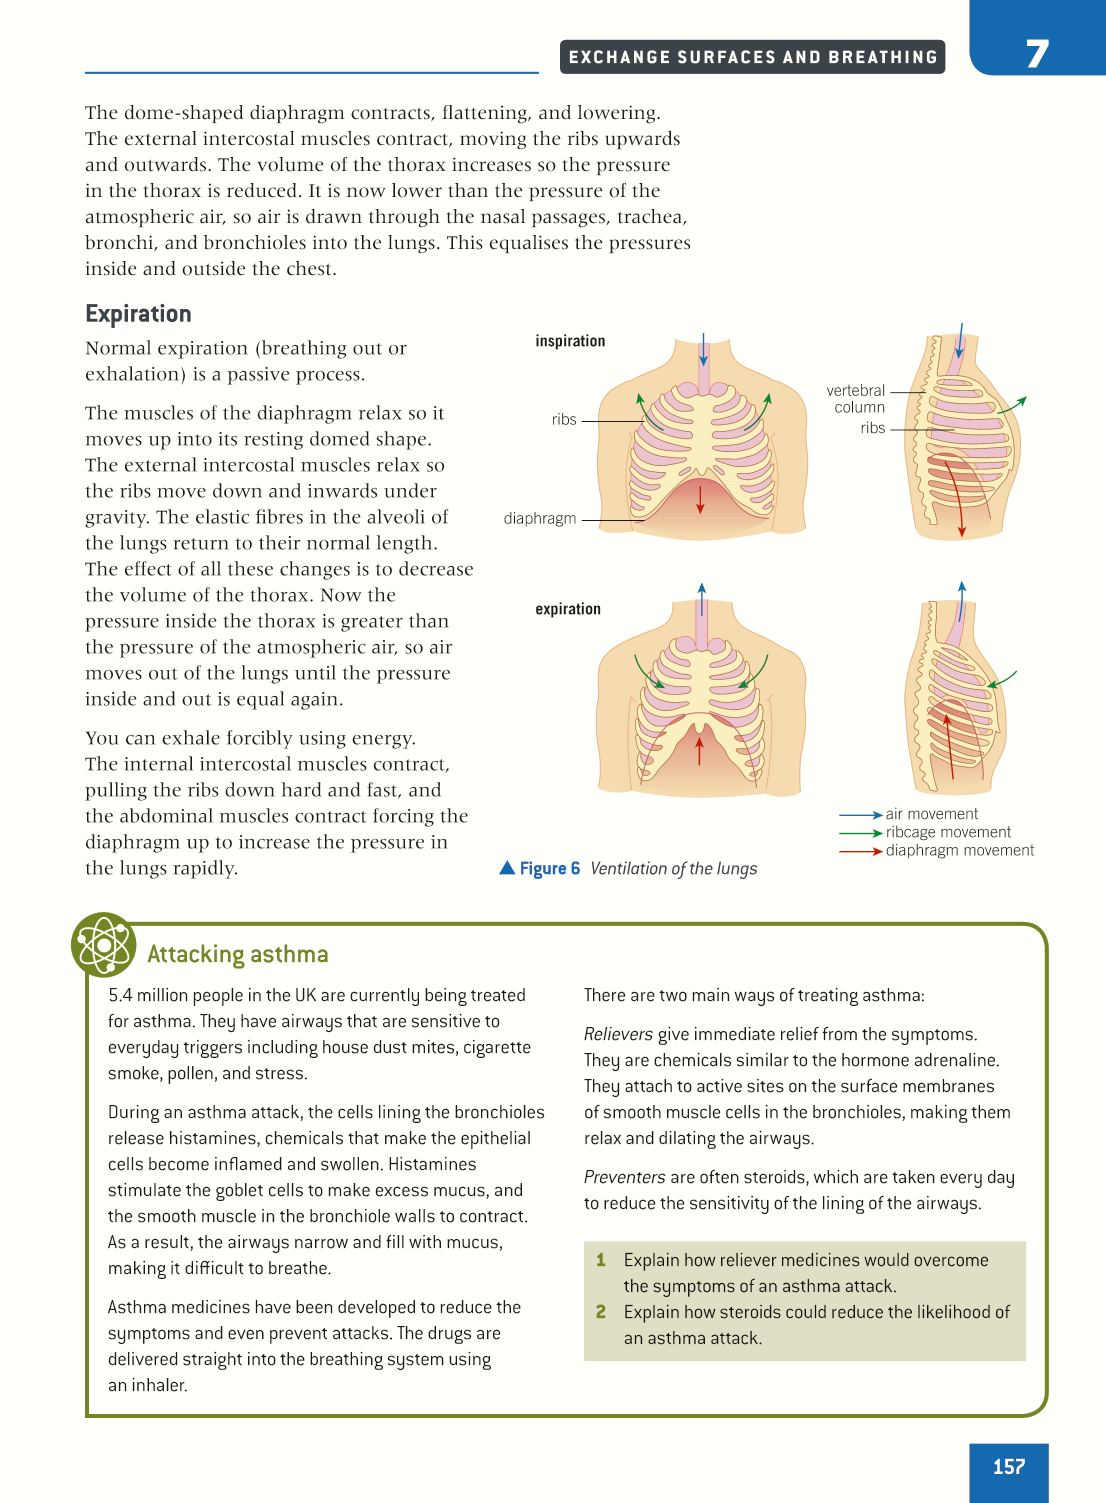 EXCHANGE SURFACES AND BREATHING
7
The dome-shaped diaphragm contracts, flattening, and lowering.
The external intercostal muscles contract, moving the ribs upwards
and outwards. The volume of the thorax increases so the pressure
in the thorax is reduced. It is now lower than the pressure of the
atmospheric air, so air is drawn through the nasal passages, trachea,
bronchi, and bronchioles into the lungs. This equalises the pressures
inside and outside the chest.
Expiration
Normal expiration (breathing out or
exhalation) is a passive process.
The muscles of the diaphragm relax so it
moves up into its resting domed shape.
The external intercostal muscles relax so
the ribs move down and inwards under
gravity. The elastic fibres in the alveoli of
the lungs return to their normal length.
The effect of all these changes is to decrease
the volume of the thorax. Now the
pressure inside the thorax is greater than
the pressure of the atmospheric air, so air
moves out of the lungs until the pressure
inside and out is equal again.
You can exhale forcibly using energy.
The internal intercostal muscles contract,
pulling the ribs down hard and fast, and
the abdominal muscles contract forcing the
diaphragm up to increase the pressure in
the lungs rapidly.
inspiration
ribs
diaphragm
vertebral
column
ribs
expiration
air movement
ribcage movement
diaphragm movement
▲ Figure 6 Ventilation of the lungs
Attacking asthma
5.4 million people in the UK are currently being treated
for asthma. They have airways that are sensitive to
everyday triggers including house dust mites, cigarette
smoke, pollen, and stress.
During an asthma attack, the cells lining the bronchioles
release histamines, chemicals that make the epithelial
cells become inflamed and swollen. Histamines
stimulate the goblet cells to make excess mucus, and
the smooth muscle in the bronchiole walls to contract.
As a result, the airways narrow and fill with mucus,
making it difficult to breathe.
Asthma medicines have been developed to reduce the
symptoms and even prevent attacks. The drugs are
delivered straight into the breathing system using
an inhaler.
There are two main ways of treating asthma:
Relievers give immediate relief from the symptoms.
They are chemicals similar to the hormone adrenaline.
They attach to active sites on the surface membranes
of smooth muscle cells in the bronchioles, making them
relax and dilating the airways.
Preventers are often steroids, which are taken every day
to reduce the sensitivity of the lining of the airways.
1 Explain how reliever medicines would overcome
the symptoms of an asthma attack.
2 Explain how steroids could reduce the likelihood of
an asthma attack.
157